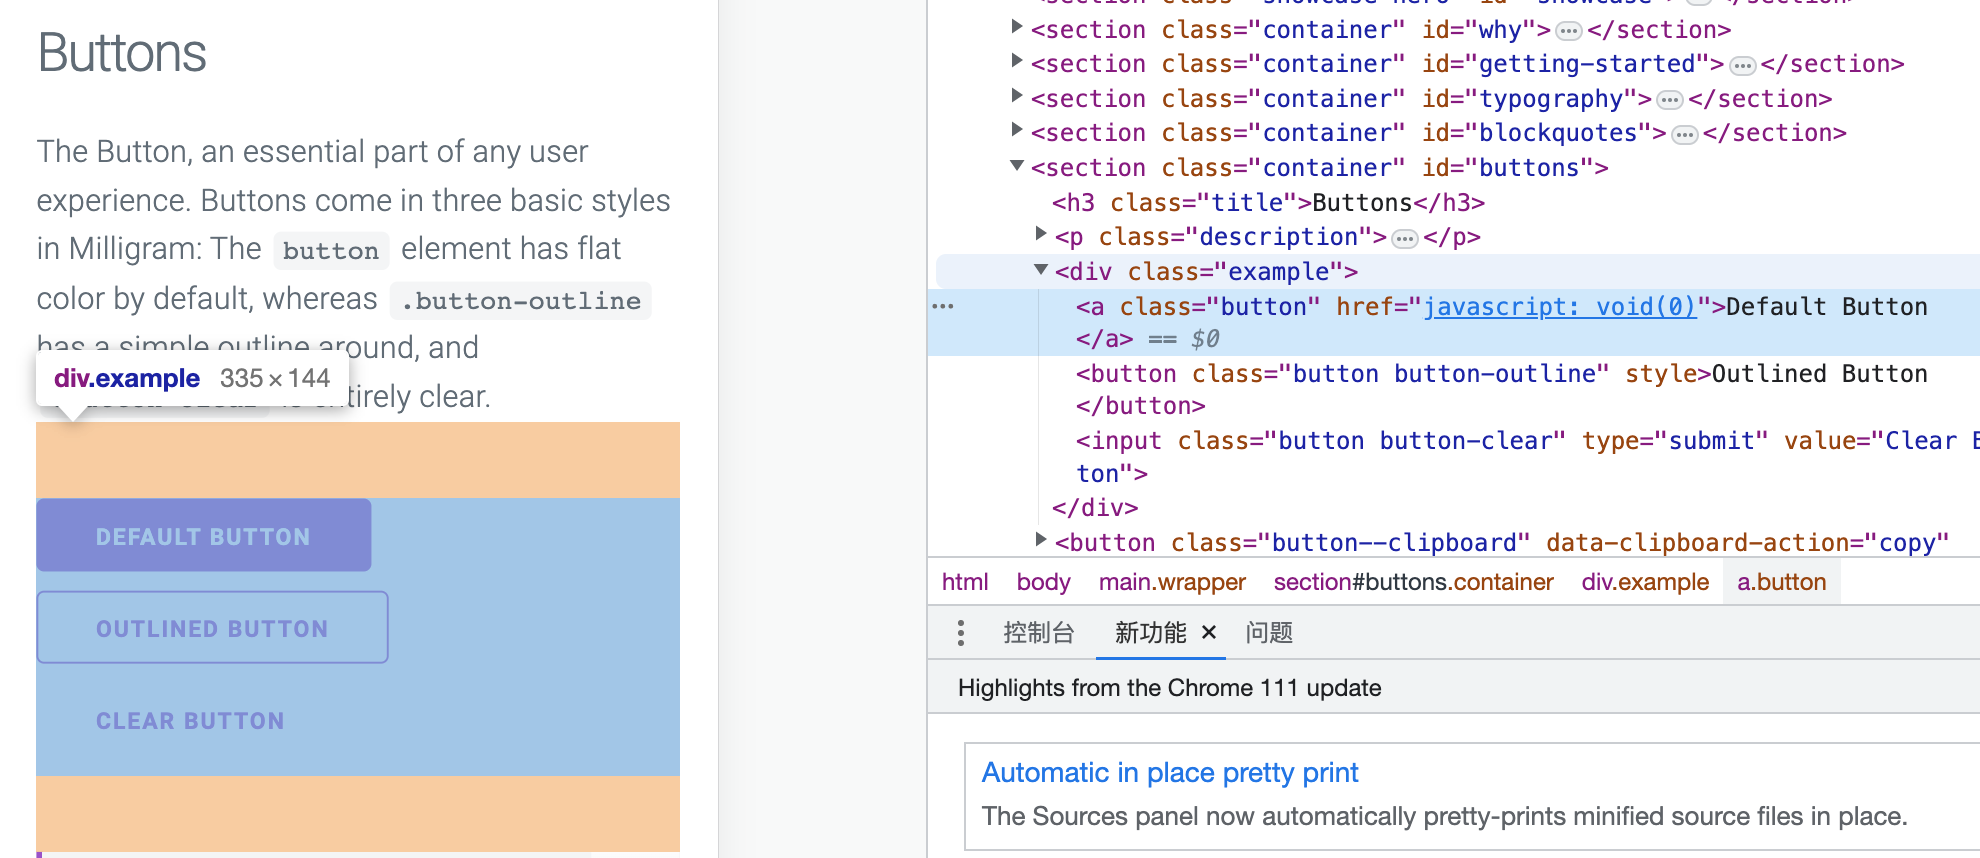 Buttons
The Button, an essential part of any user
experience. Buttons come in three basic styles
in Milligram: The button element has flat
color by default, whereas .button-outline
has a simple outline around, and
entirely clear.
div.example 335 × 144
DEFAULT BUTTON
OUTLINED BUTTON
CLEAR BUTTON
<section class="container" id="why"> ••• </section>
<section class="container" id="getting-started"> ••• </section>
<section class="container" id="typography"> ••• </section>
<section class="container" id="blockquotes"> ••• </section>
<section class="container" id="buttons">
<h3 class="title">Buttons</h3>
<p class="description"> ••• </p>
<div class="example">
<a class="button" href="javascript: void(0)">Default Button
</a> == $0
<button class="button button-outline" style>Outlined Button
</button>
<input class="button button-clear" type="submit" value="Clear
ton">
</div>
<button class="button--clipboard" data-clipboard-action="copy"
html body main.wrapper section#buttons.container div.example a.button
控制台 新功能 × 问题
Highlights from the Chrome 111 update
Automatic in place pretty print
The Sources panel now automatically pretty-prints minified source files in place.